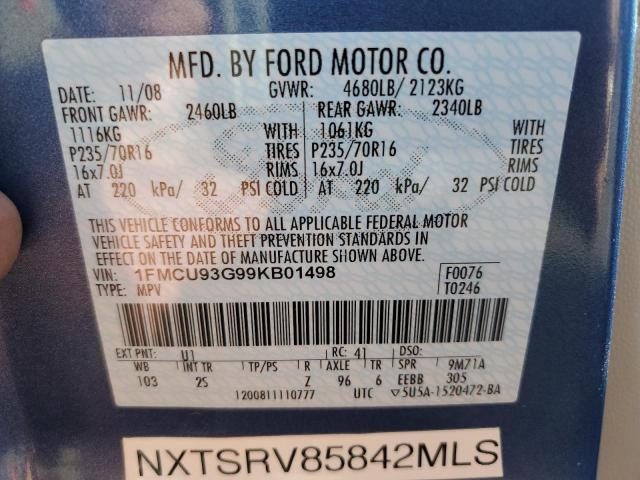 MFD. BY FORD MOTOR CO.
DATE: 11/08 GVWR: 4680LB/ 2123KG
FRONT GAWR: 2460LB REAR GAWR: 2340LB
1116KG WITH 1061KG WITH
P235/70R16 TIRES P235/70R16 TIRES
16x7.0J RIMS 16x7.0J RIMS
AT 220 kPa/ 32 PSI COLD AT 220 kPa/ 32 PSI COLD
THIS VEHICLE CONFORMS TO ALL APPLICABLE FEDERAL MOTOR
VEHICLE SAFETY AND THEFT PREVENTION STANDARDS IN
EFFECT ON THE DATE OF MANUFACTURE SHOWN ABOVE.
VIN: 1FMCU93G99KB01498 F0076
TYPE: MPV T0246
EXT PNT: U1 RC: 41 DSO:
WB INT TR TP/PS R AXLE TR SPR 9M71A
103 2S Z 96 6 EEBB 305
1200811110777 UTC ▽5U5A-1520472-BA
NXTSRV85842MLS